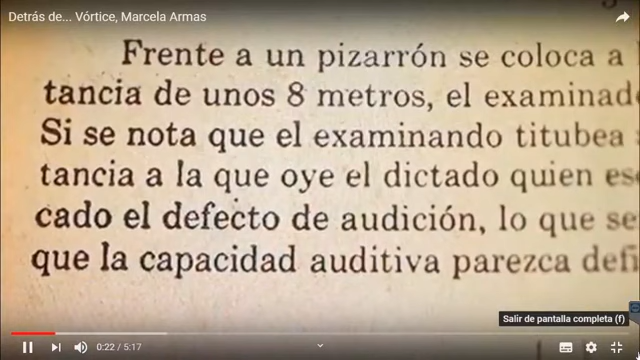 Detrás de... Vórtice, Marcela Armas
Frente a un pizarrón se coloca a
tancia de unos 8 metros, el examinad
Si se nota que el examinando titubea
tancia a la que oye el dictado quien es
cado el defecto de audición, lo que se
que la capacidad auditiva parezca defi
Salir de pantalla completa (f)
0:22 / 5:17